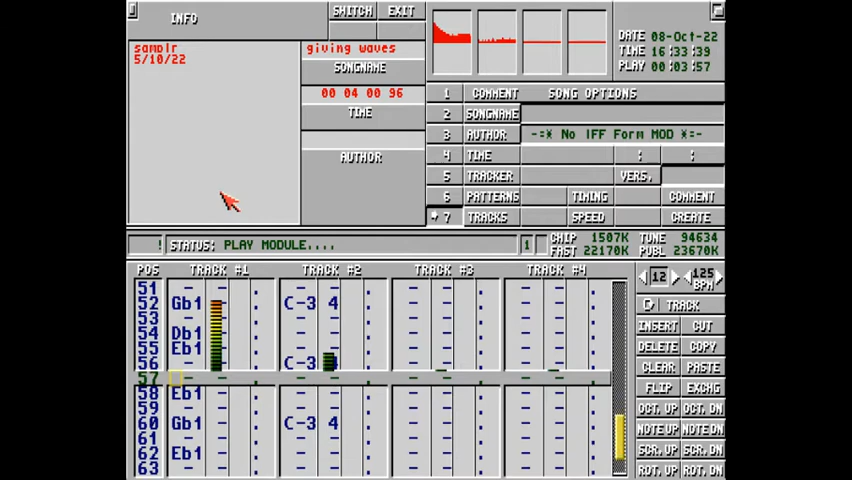 INFO
SWITCH EXIT
samplr
5/10/22
giving waves
SONGNAME
00 04 00 96
TIME
AUTHOR
DATE 08-Oct-22
TIME 16:33:39
PLAY 00:03:57
1 COMMENT SONG OPTIONS
2 SONGNAME
3 AUTHOR -=* No IFF Form MOD *=-
4 TIME : :
5 TRACKER VERS.
6 PATTERNS TIMING COMMENT
7 TRACKS SPEED CREATE
! STATUS: PLAY MODULE.... 1
CHIP 1507K TUNE 94634
FAST 22170K PUBL 23670K
POS TRACK #1 TRACK #2 TRACK #3 TRACK #4
51 - - . - - . - - . - - .
52 Gb1 . C-3 4 . - - . - - .
53 - . - - . - - . - - .
54 Db1 . - - . - - . - - .
55 Eb1 . - - . - - . - - .
56 - . C-3 . - - . - - .
57 - - . - - . - - . - - .
58 Eb1 - . - - . - - . - - .
59 - - . - - . - - . - - .
60 Gb1 - . C-3 4 . - - . - - .
61 - - . - - . - - . - - .
62 Eb1 - . - - . - - . - - .
63 - - . - - . - - . - - .
12 125 BPM
TRACK
INSERT CUT
DELETE COPY
CLEAR PASTE
FLIP EXCHG
OCT. UP OCT. DN
NOTE UP NOTE DN
SCR. UP SCR. DN
ROT. UP ROT. DN